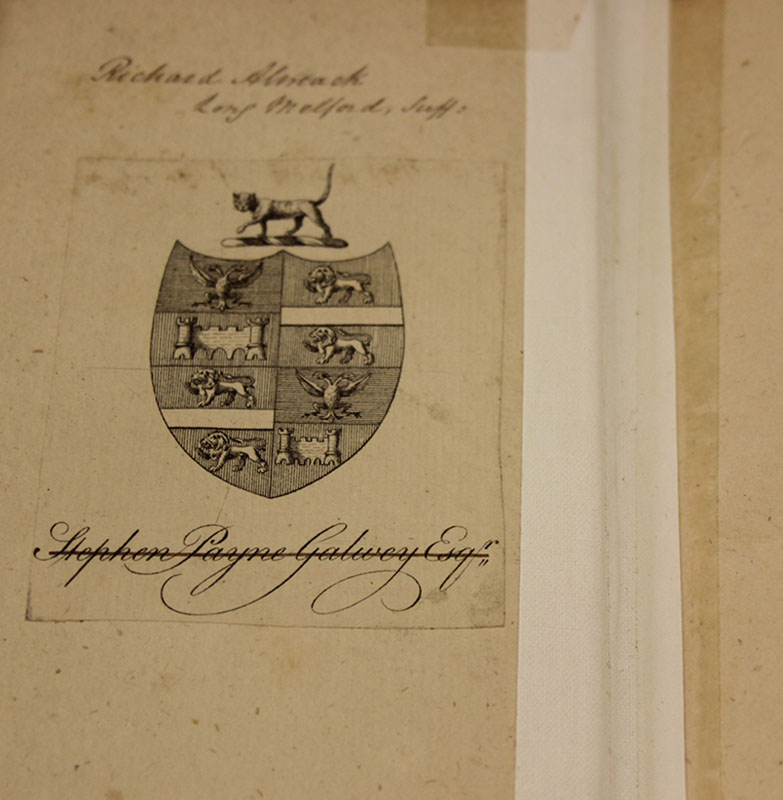 Richard Almack
Long Melford, Suff:
Stephen Payne Galwey Esqr